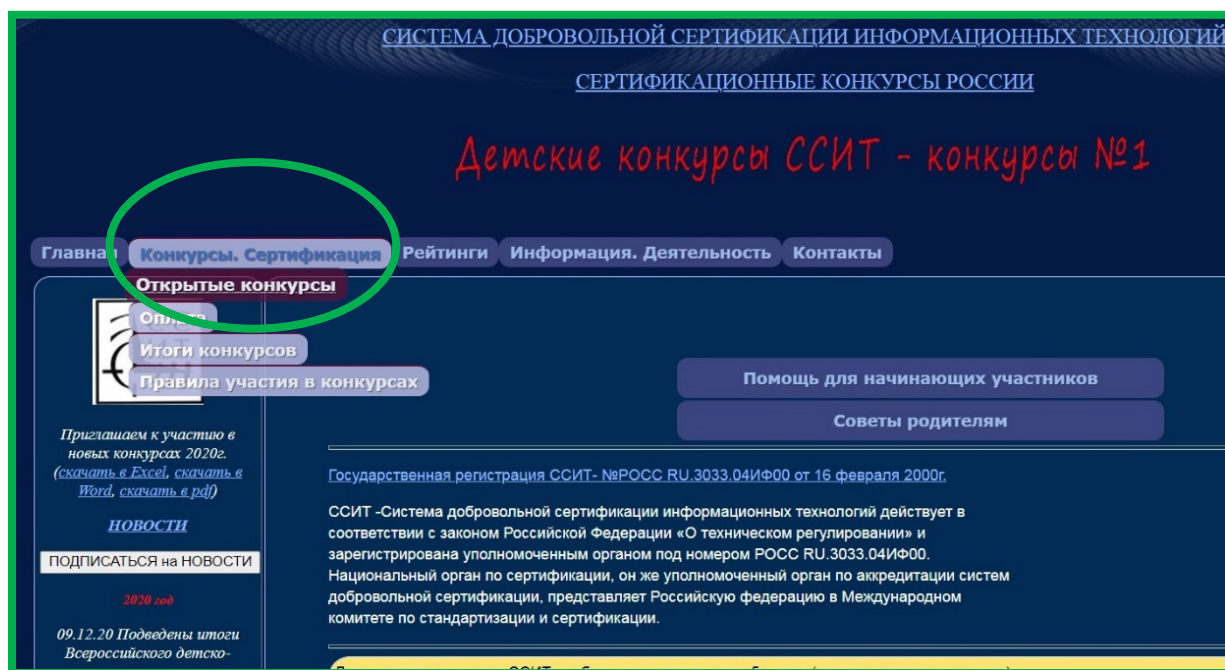 СИСТЕМА ДОБРОВОЛЬНОЙ СЕРТИФИКАЦИИ ИНФОРМАЦИОННЫХ ТЕХНОЛОГИЙ
СЕРТИФИКАЦИОННЫЕ КОНКУРСЫ РОССИИ
Детские конкурсы ССИТ - конкурсы №1
Главная Конкурсы. Сертификация Рейтинги Информация. Деятельность Контакты
Открытые конкурсы
Оплата
Итоги конкурсов
Правила участия в конкурсах
Помощь для начинающих участников
Советы родителям
Приглашаем к участию в
новых конкурсах 2020г.
(скачать в Excel, скачать в
Word, скачать в pdf)
НОВОСТИ
ПОДПИСАТЬСЯ на НОВОСТИ
2020 год
09.12.20 Подведены итоги
Всероссийского детско-
Государственная регистрация ССИТ- №РОСС RU.3033.04ИФ00 от 16 февраля 2000г.
ССИТ -Система добровольной сертификации информационных технологий действует в
соответствии с законом Российской Федерации «О техническом регулировании» и
зарегистрирована уполномоченным органом под номером РОСС RU.3033.04ИФ00.
Национальный орган по сертификации, он же уполномоченный орган по аккредитации систем
добровольной сертификации, представляет Российскую федерацию в Международном
комитете по стандартизации и сертификации.